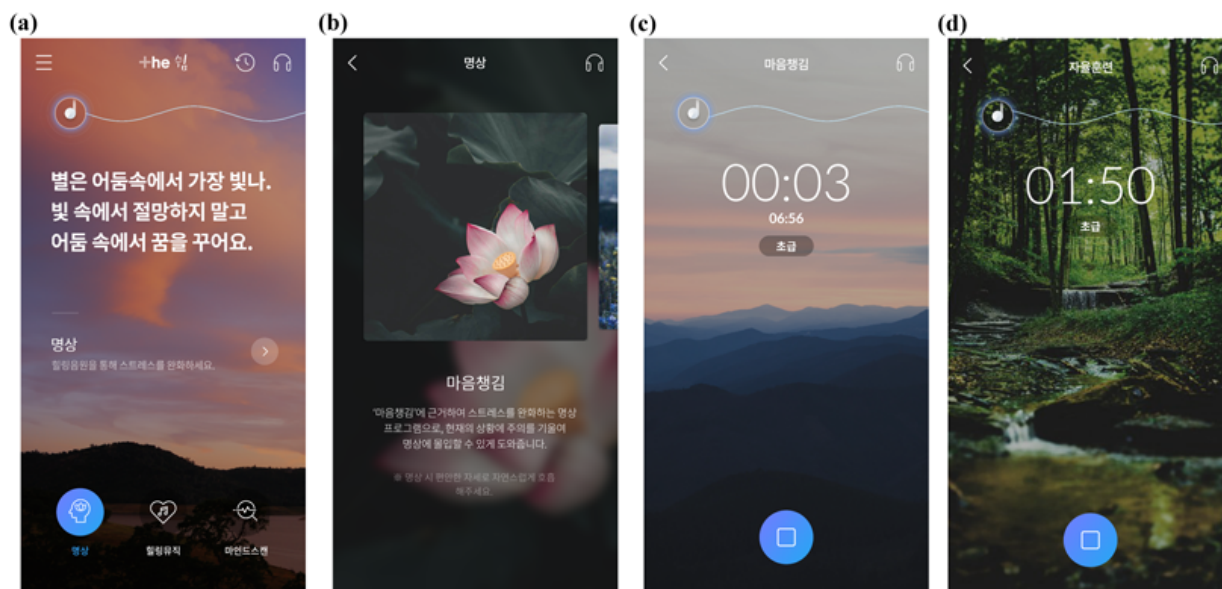 (a)
+he 쉼
별은 어둠속에서 가장 빛나.
빛 속에서 절망하지 말고
어둠 속에서 꿈을 꾸어요.
명상
힐링음원을 통해 스트레스를 완화하세요.
명상
힐링뮤직
마인드스캔
(b)
명상
마음챙김
'마음챙김'에 근거하여 스트레스를 완화하는 명상
프로그램으로, 현재의 상황에 주의를 기울여
명상에 몰입할 수 있게 도와줍니다.
※ 명상 시 편안한 자세로 자연스럽게 호흡
해주세요.
(c)
마음챙김
00:03
06:56
초급
(d)
자율훈련
01:50
초급